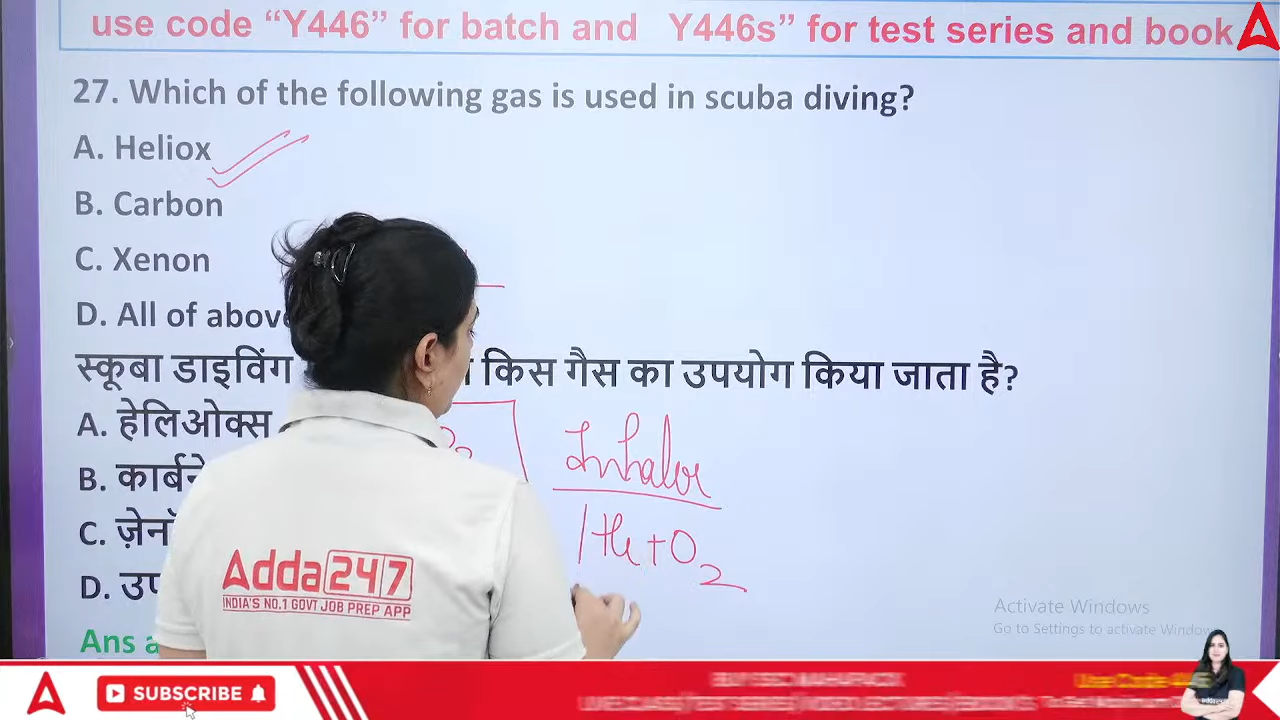 use code “Y446” for batch and Y446s” for test series and book
27. Which of the following gas is used in scuba diving?
A. Heliox
B. Carbon
C. Xenon
D. All of above
स्कूबा डाइविंग किस गैस का उपयोग किया जाता है?
A. हेलिओक्स
B. कार्बन
C.
D.
Ans a
Inhaler
He + O2
Adda247
INDIA'S NO.1 GOVT JOB PREP APP
Activate Windows
Go to Settings to activate Windows
SUBSCRIBE